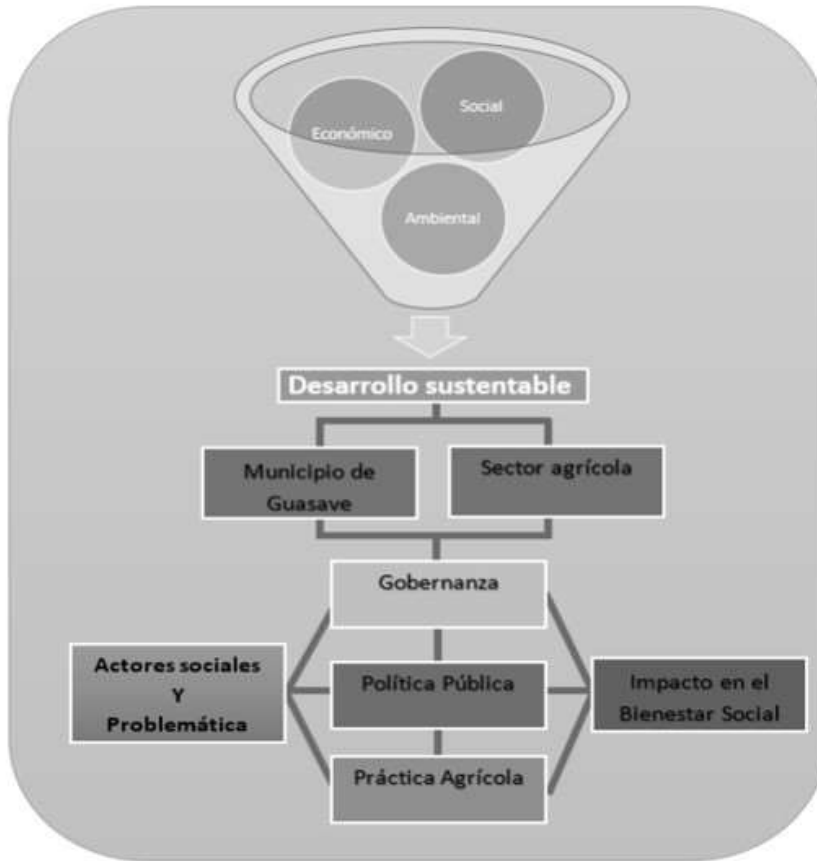 Social
Económico
Ambiental
Desarrollo sustentable
Municipio de
Guasave
Sector agrícola
Gobernanza
Actores sociales
Y
Problemática
Política Pública
Impacto en el
Bienestar Social
Práctica Agrícola